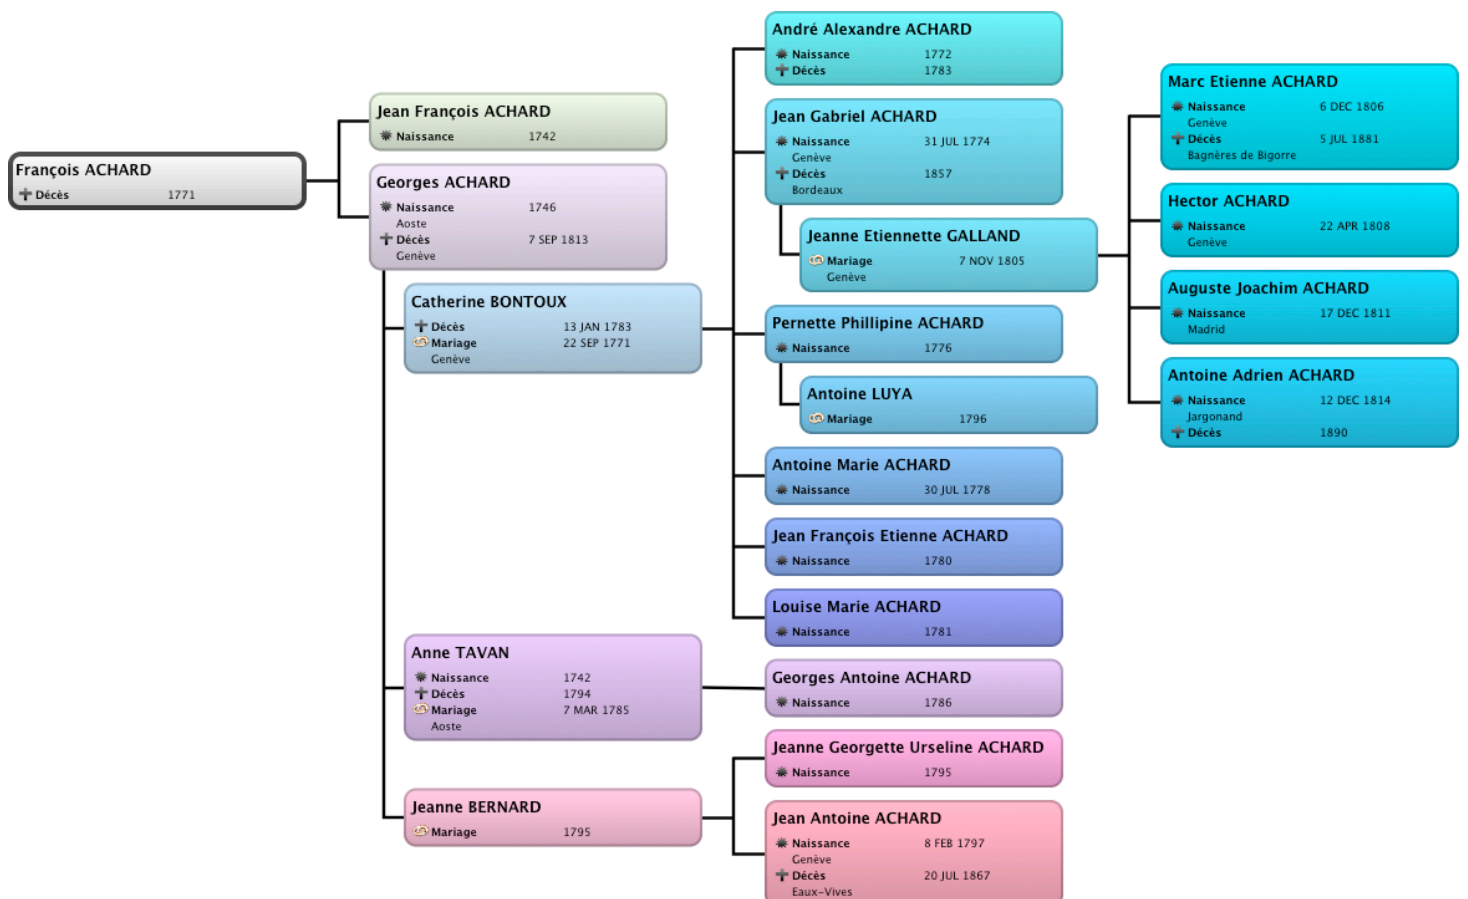 François ACHARD
Décès 1771
Jean François ACHARD
Naissance 1742
Georges ACHARD
Naissance 1746
Aoste
Décès 7 SEP 1813
Genève
Catherine BONTOUX
Décès 13 JAN 1783
Mariage 22 SEP 1771
Genève
Anne TAVAN
Naissance 1742
Décès 1794
Mariage 7 MAR 1785
Aoste
Jeanne BERNARD
Mariage 1795
André Alexandre ACHARD
Naissance 1772
Décès 1783
Jean Gabriel ACHARD
Naissance 31 JUL 1774
Genève
Décès 1857
Bordeaux
Jeanne Etiennette GALLAND
Mariage 7 NOV 1805
Genève
Pernette Phillipine ACHARD
Naissance 1776
Antoine LUYA
Mariage 1796
Antoine Marie ACHARD
Naissance 30 JUL 1778
Jean François Etienne ACHARD
Naissance 1780
Louise Marie ACHARD
Naissance 1781
Georges Antoine ACHARD
Naissance 1786
Jeanne Georgette Urseline ACHARD
Naissance 1795
Jean Antoine ACHARD
Naissance 8 FEB 1797
Genève
Décès 20 JUL 1867
Eaux-Vives
Marc Etienne ACHARD
Naissance 6 DEC 1806
Genève
Décès 5 JUL 1881
Bagnères de Bigorre
Hector ACHARD
Naissance 22 APR 1808
Genève
Auguste Joachim ACHARD
Naissance 17 DEC 1811
Madrid
Antoine Adrien ACHARD
Naissance 12 DEC 1814
Jargonand
Décès 1890